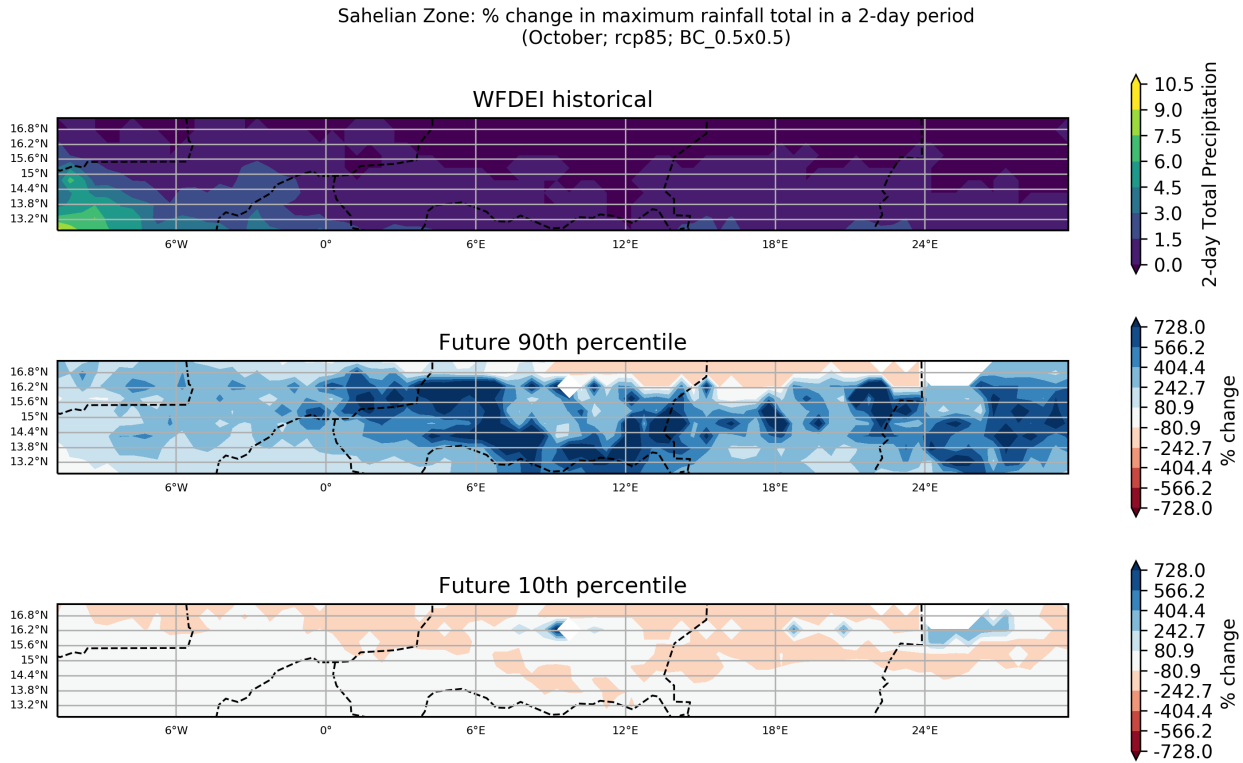 Sahelian Zone: % change in maximum rainfall total in a 2-day period
(October; rcp85; BC_0.5x0.5)
WFDEI historical
16.8°N
16.2°N
15.6°N
15°N
14.4°N
13.8°N
13.2°N
6°W 0° 6°E 12°E 18°E 24°E
10.5
9.0
7.5
6.0
4.5
3.0
1.5
0.0
2-day Total Precipitation
Future 90th percentile
16.8°N
16.2°N
15.6°N
15°N
14.4°N
13.8°N
13.2°N
6°W 0° 6°E 12°E 18°E 24°E
728.0
566.2
404.4
242.7
80.9
-80.9
-242.7
-404.4
-566.2
-728.0
% change
Future 10th percentile
16.8°N
16.2°N
15.6°N
15°N
14.4°N
13.8°N
13.2°N
6°W 0° 6°E 12°E 18°E 24°E
728.0
566.2
404.4
242.7
80.9
-80.9
-242.7
-404.4
-566.2
-728.0
% change